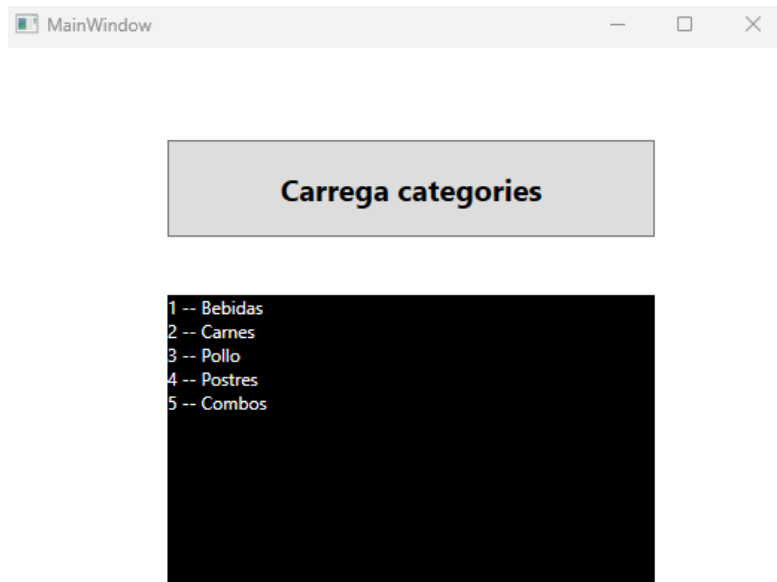 MainWindow
Carrega categories
1 -- Bebidas
2 -- Carnes
3 -- Pollo
4 -- Postres
5 -- Combos